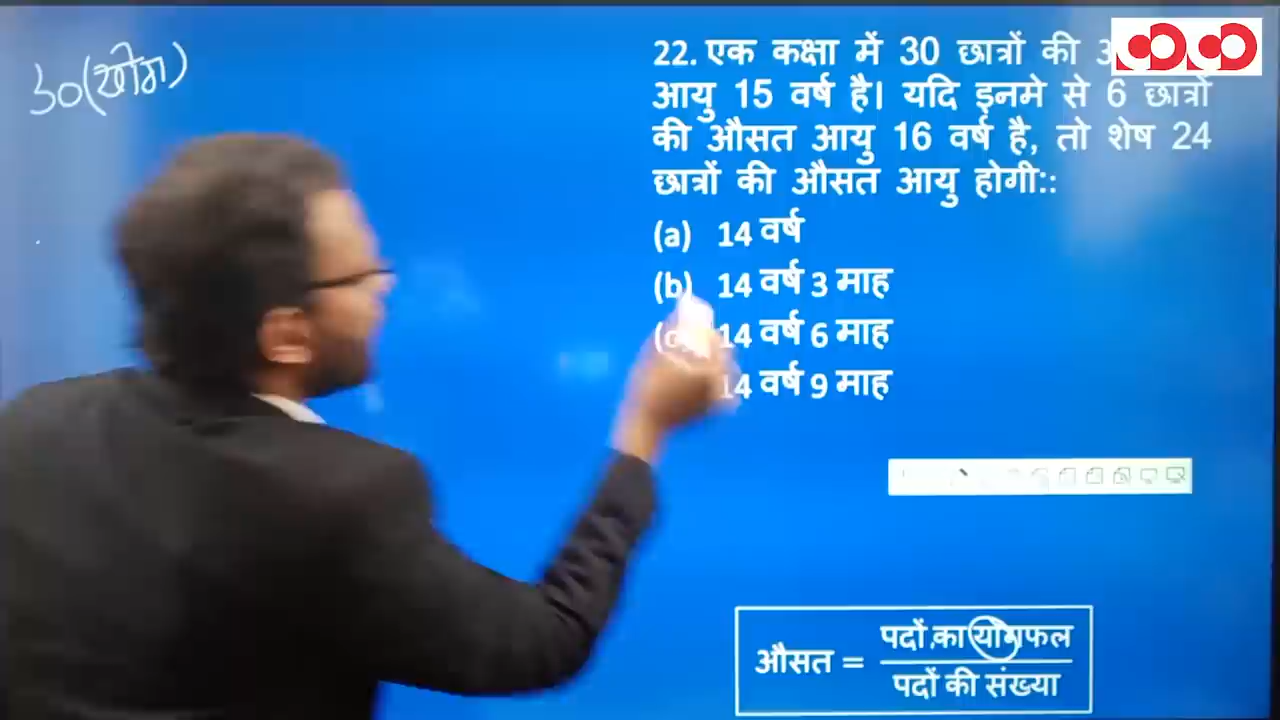 30(योग)
22. एक कक्षा में 30 छात्रों की
आयु 15 वर्ष है। यदि इनमे से 6 छात्रों
की औसत आयु 16 वर्ष है, तो शेष 24
छात्रों की औसत आयु होगी::
(a) 14 वर्ष
(b) 14 वर्ष 3 माह
(c) 14 वर्ष 6 माह
14 वर्ष 9 माह
औसत = पदों का योगफल
पदों की संख्या